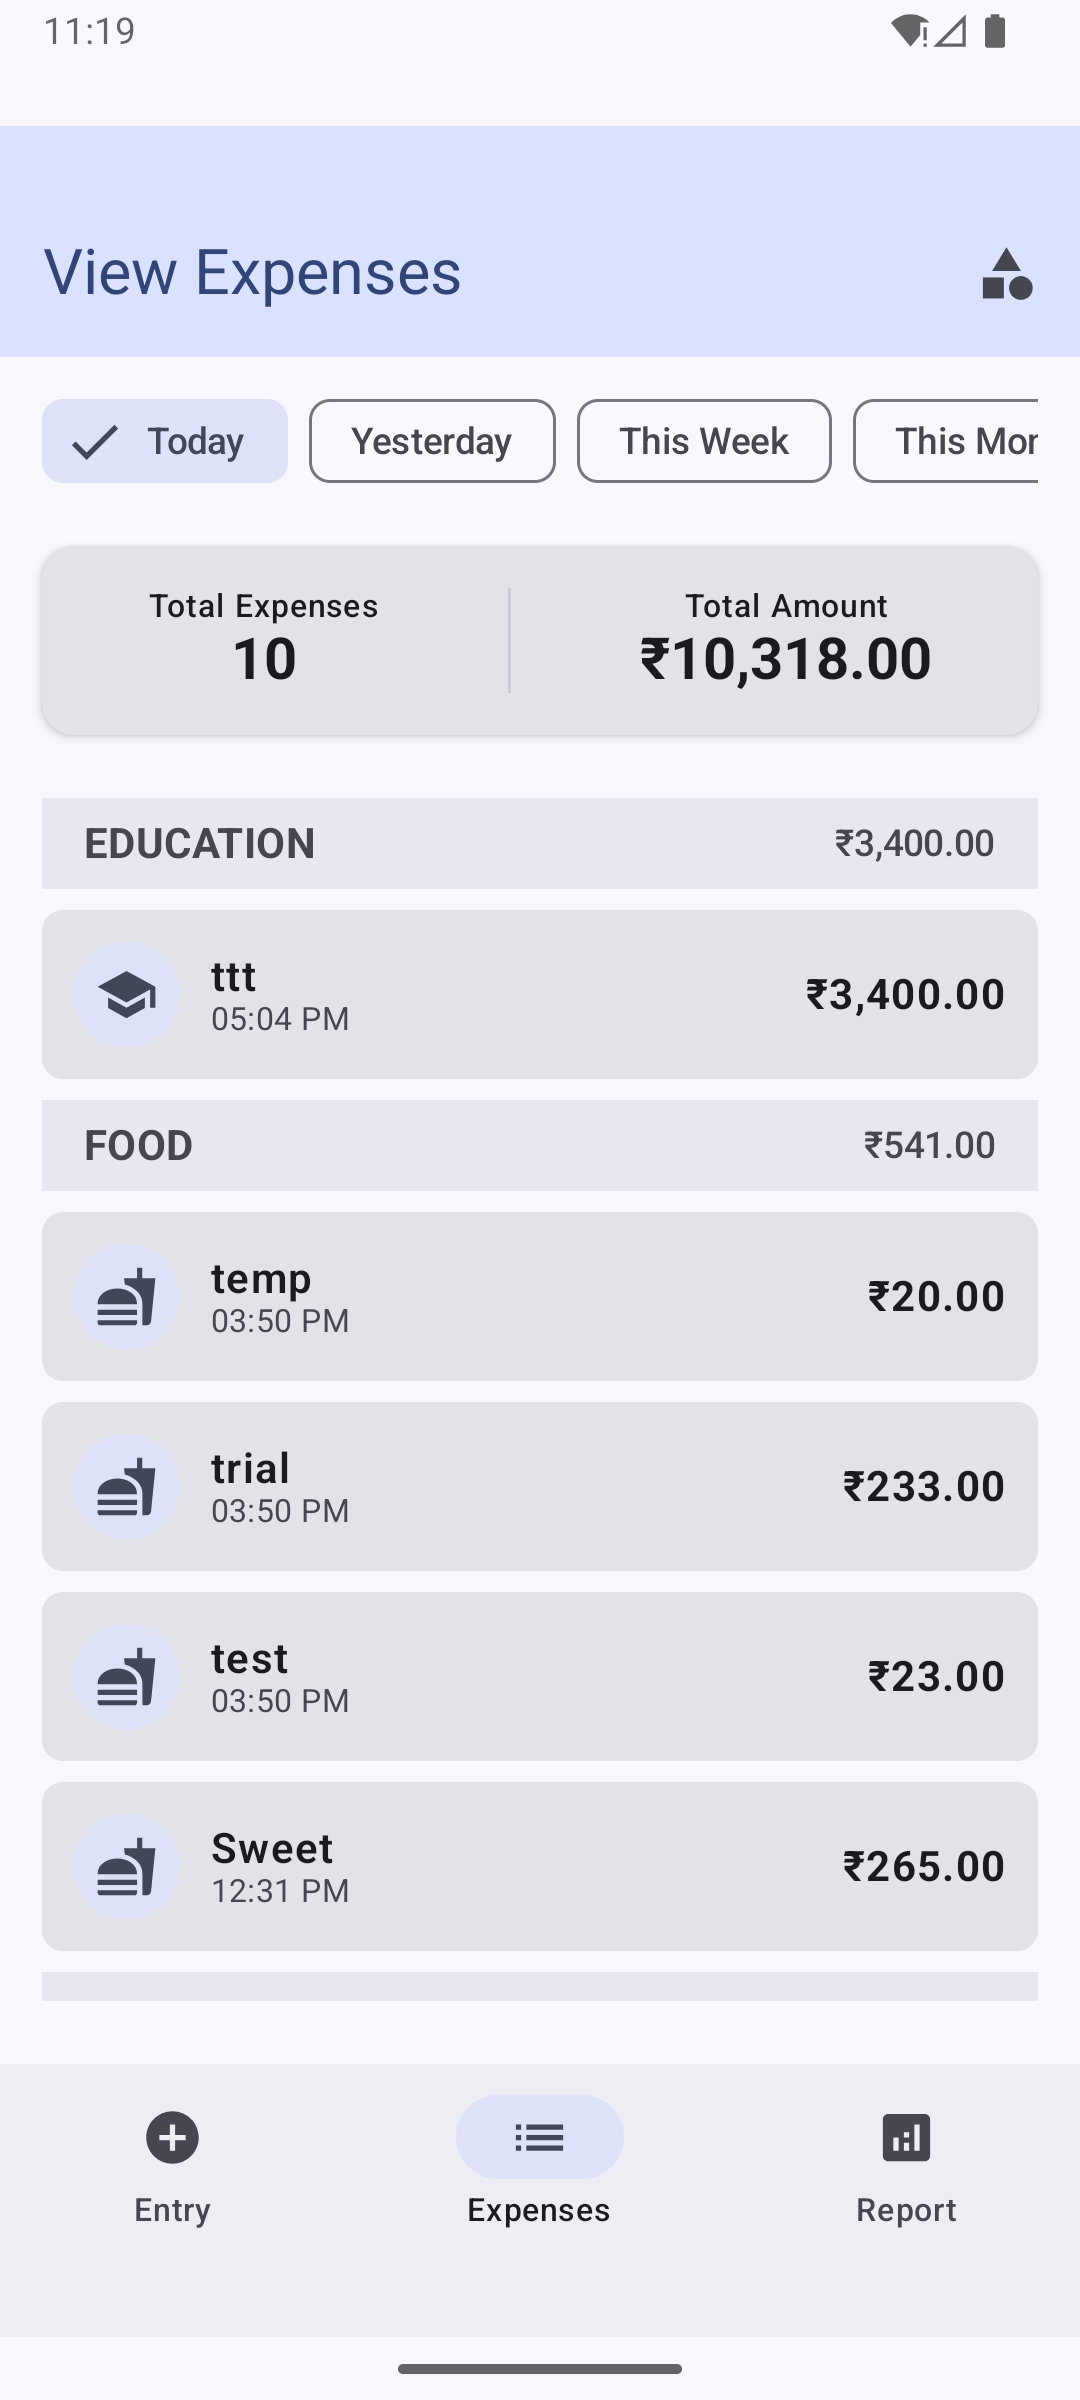 11:19
View Expenses
Today
Yesterday
This Week
This Mor
Total Expenses
10
Total Amount
₹10,318.00
EDUCATION
₹3,400.00
ttt
05:04 PM
₹3,400.00
FOOD
₹541.00
temp
03:50 PM
₹20.00
trial
03:50 PM
₹233.00
test
03:50 PM
₹23.00
Sweet
12:31 PM
₹265.00
Entry
Expenses
Report